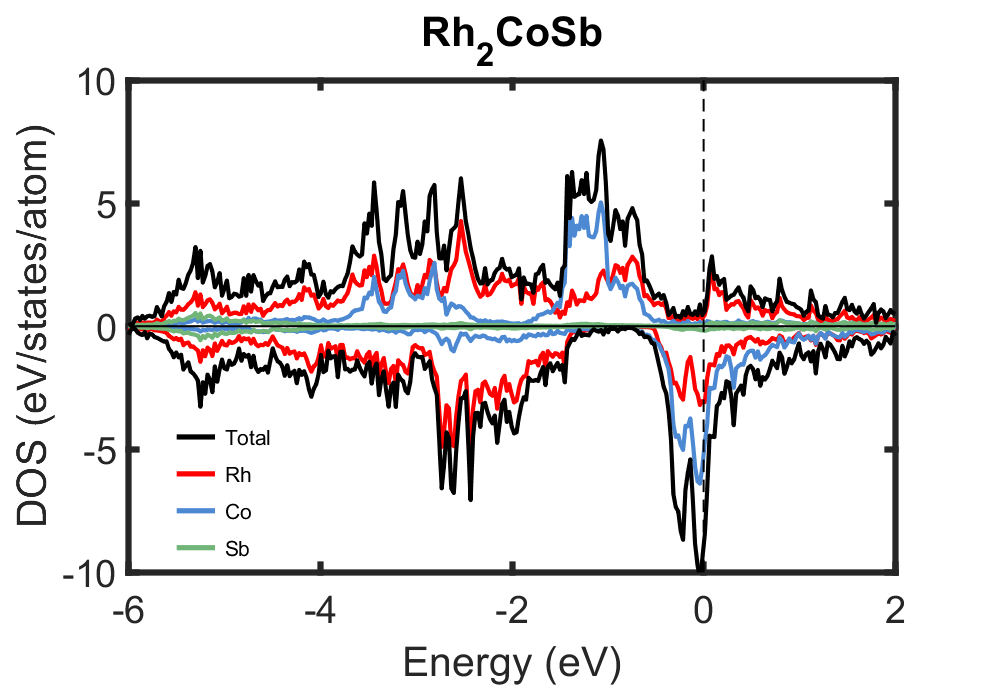 Rh₂CoSb
DOS (eV/states/atom)
10
5
0
-5
-10
Total
Rh
Co
Sb
-6 -4 -2 0 2
Energy (eV)